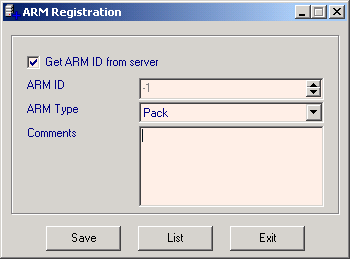 ARM Registration
Get ARM ID from server
ARM ID
-1
ARM Type
Pack
Comments
Save
List
Exit